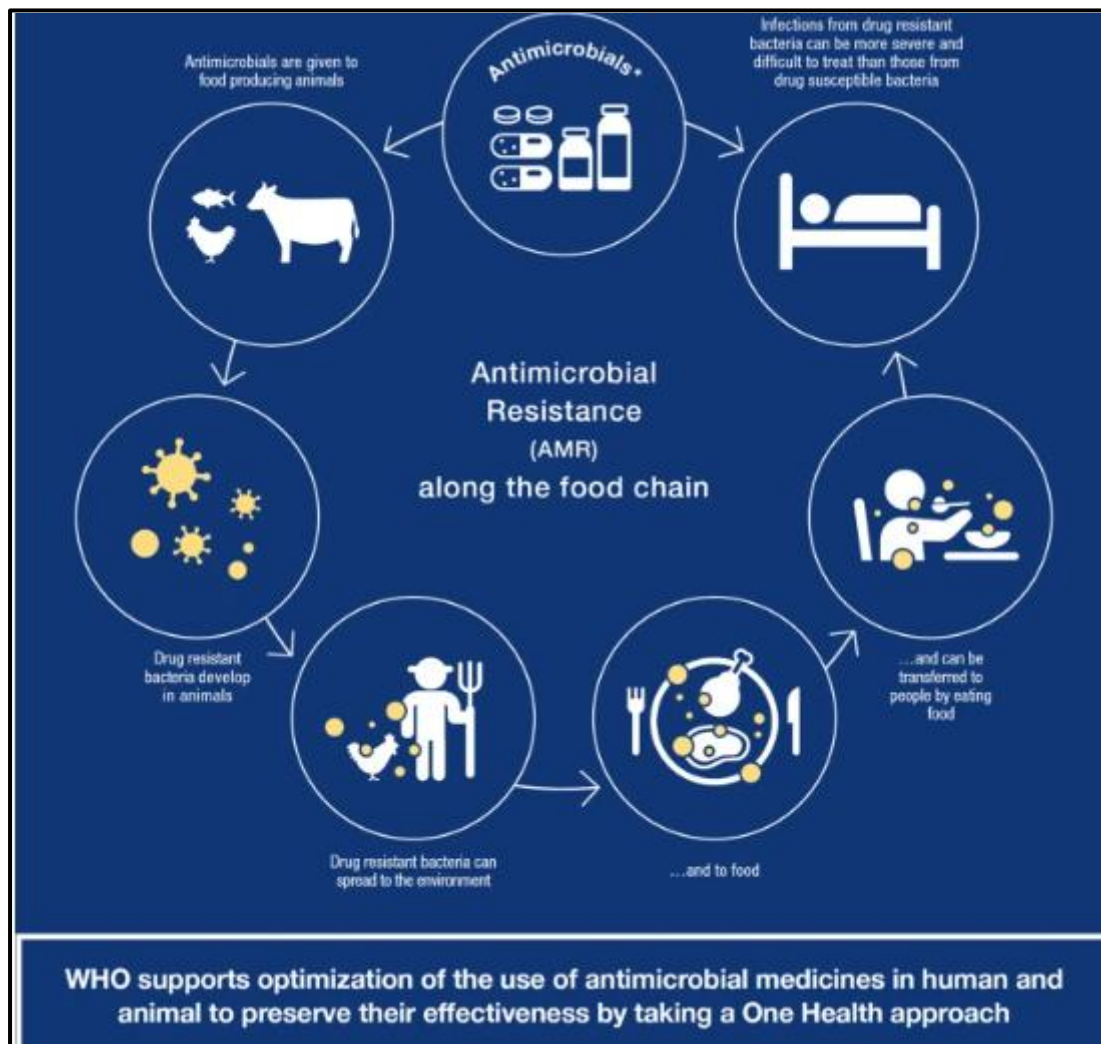 Antimicrobials*
Antimicrobials are given to
food producing animals
Infections from drug resistant
bacteria can be more severe and
difficult to treat than those from
drug susceptible bacteria
Antimicrobial
Resistance
(AMR)
along the food chain
Drug resistant
bacteria develop
in animals
Drug resistant bacteria can
spread to the environment
...and to food
...and can be
transferred to
people by eating
food
WHO supports optimization of the use of antimicrobial medicines in human and
animal to preserve their effectiveness by taking a One Health approach